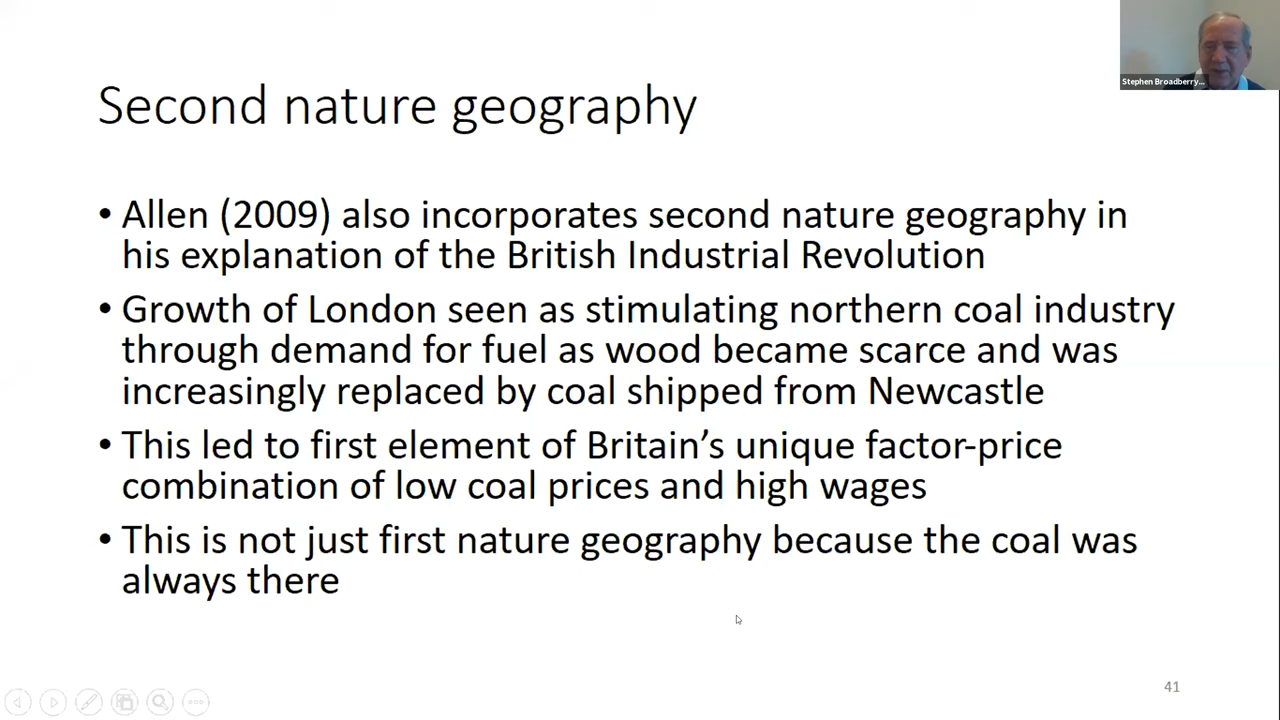 Stephen Broadberry...
Second nature geography
• Allen (2009) also incorporates second nature geography in
his explanation of the British Industrial Revolution
• Growth of London seen as stimulating northern coal industry
through demand for fuel as wood became scarce and was
increasingly replaced by coal shipped from Newcastle
• This led to first element of Britain’s unique factor-price
combination of low coal prices and high wages
• This is not just first nature geography because the coal was
always there
41